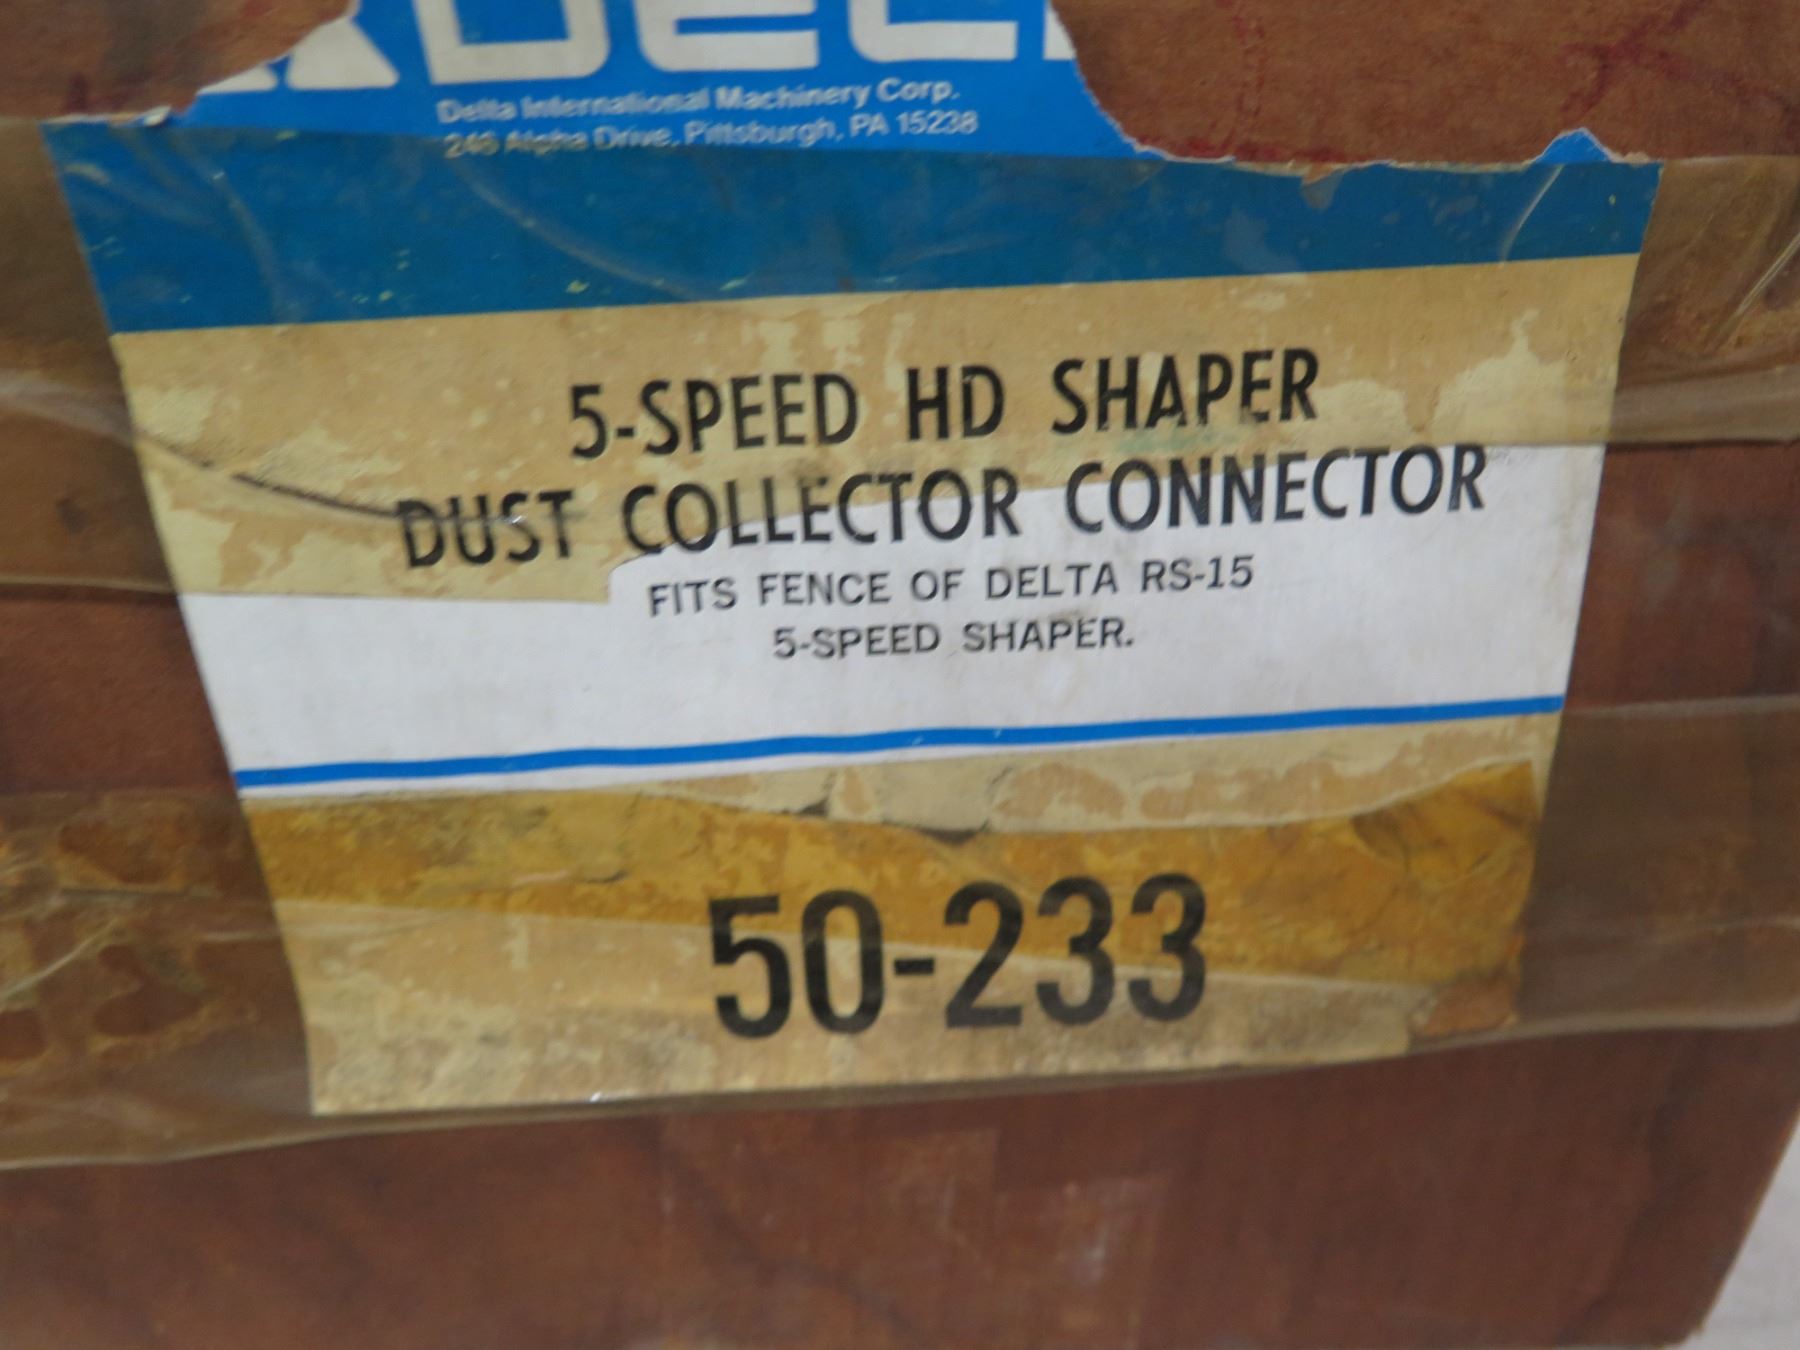 DEL
Delta International Machinery Corp.
246 Alpha Drive, Pittsburgh, PA 15238
5-SPEED HD SHAPER
DUST COLLECTOR CONNECTOR
FITS FENCE OF DELTA RS-15
5-SPEED SHAPER.
50-233